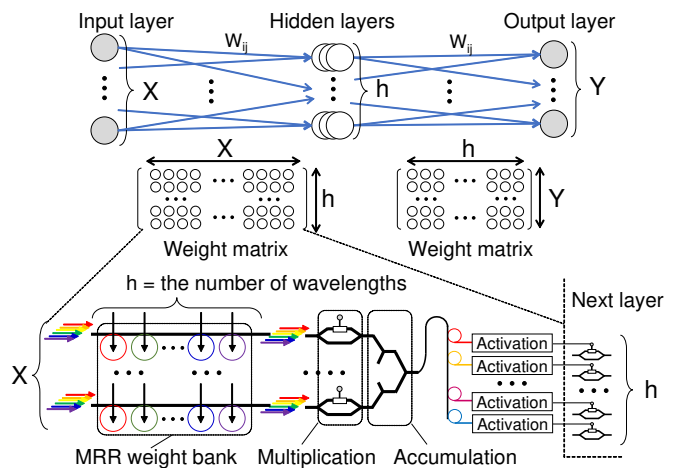 Input layer
Hidden layers
Output layer
W_ij
W_ij
X
h
Y
X
h
h
Y
Weight matrix
Weight matrix
h = the number of wavelengths
Next layer
X
Activation
Activation
Activation
Activation
h
MRR weight bank
Multiplication
Accumulation